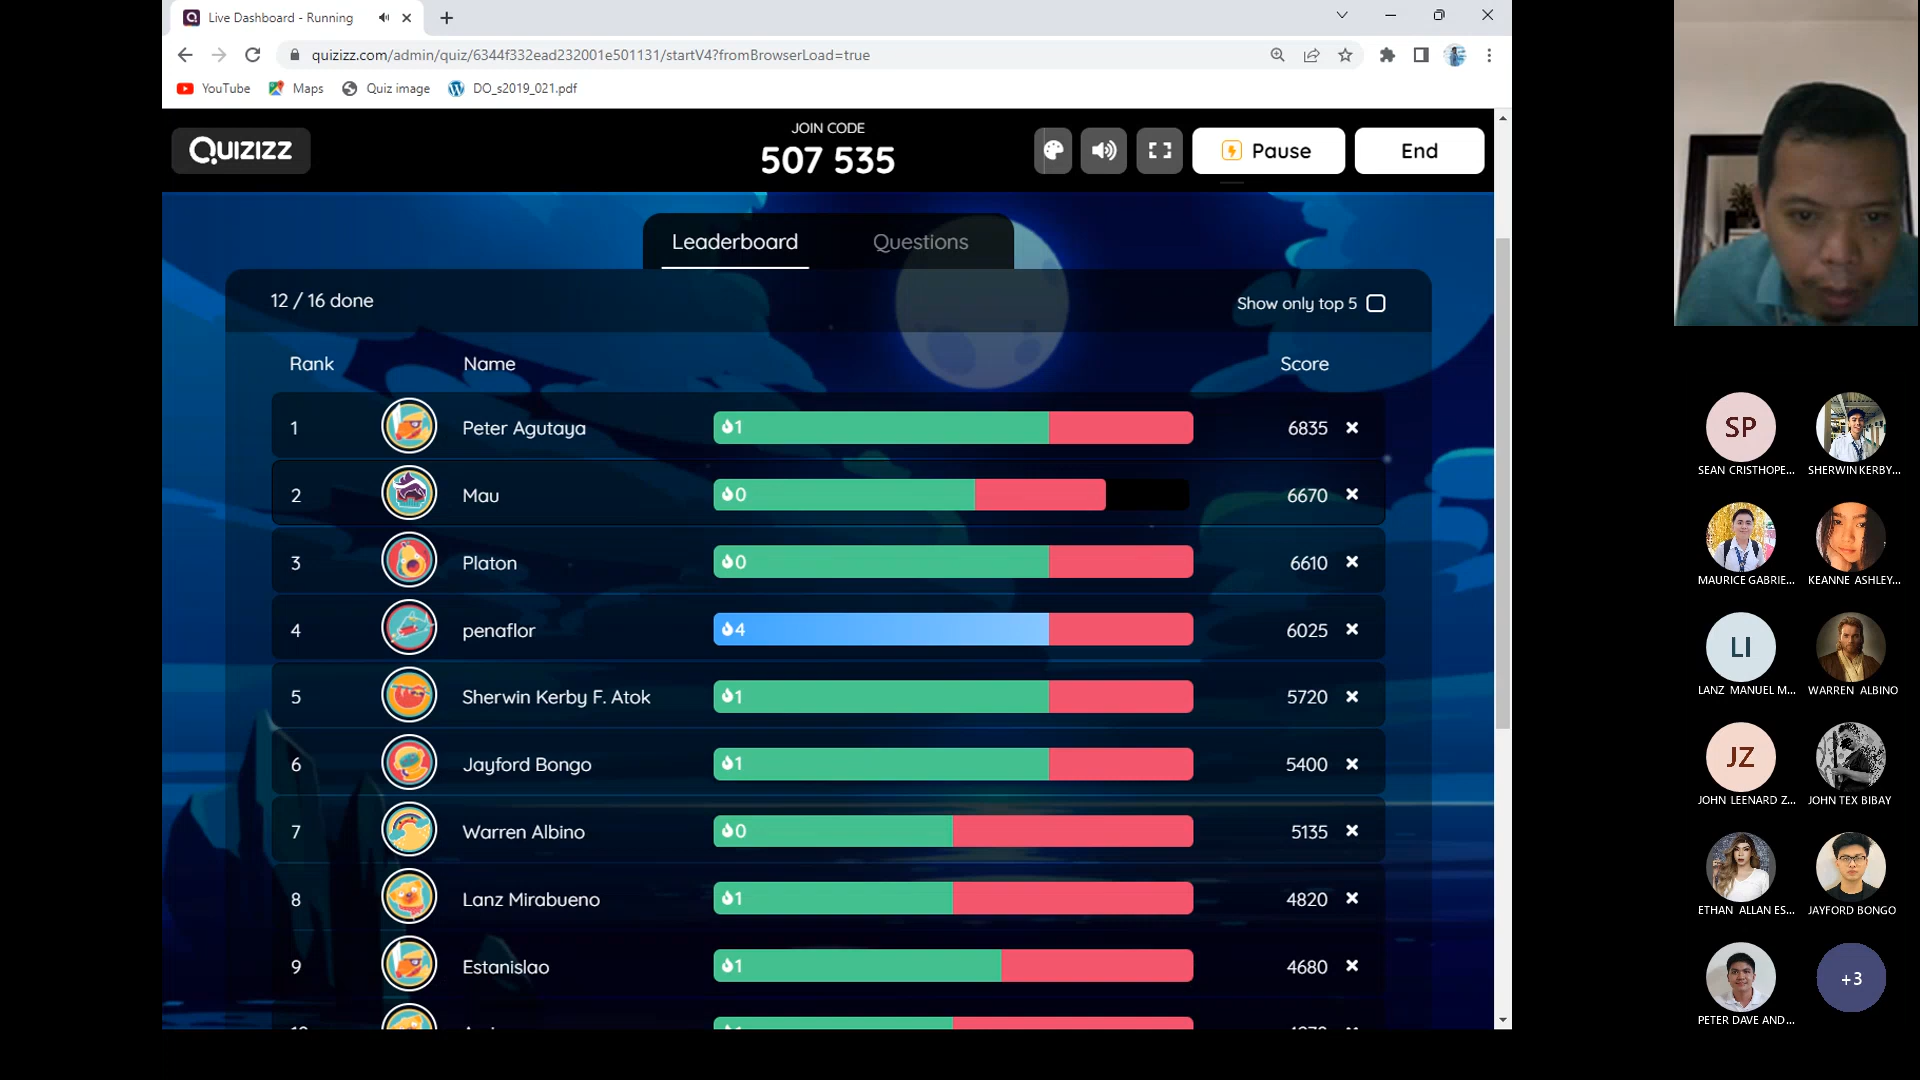 Live Dashboard - Running
quizizz.com/admin/quiz/6344f332ead232001e501131/startV4?fromBrowserLoad=true
YouTube Maps Quiz image DO_s2019_021.pdf
QUIZIZZ
JOIN CODE
507 535
Pause
End
Leaderboard Questions
12 / 16 done
Show only top 5
Rank Name Score
1 Peter Agutaya 1 6835
2 Mau 0 6670
3 Platon 0 6610
4 penaflor 4 6025
5 Sherwin Kerby F. Atok 1 5720
6 Jayford Bongo 1 5400
7 Warren Albino 0 5135
8 Lanz Mirabueno 1 4820
9 Estanislao 1 4680
SP
SEAN CRISTHOPE... SHERWIN KERBY...
MAURICE GABRIE... KEANNE ASHLEY...
LI
LANZ MANUEL M... WARREN ALBINO
JZ
JOHN LEENARD Z... JOHN TEX BIBAY
ETHAN ALLAN ES... JAYFORD BONGO
+3
PETER DAVE AND...